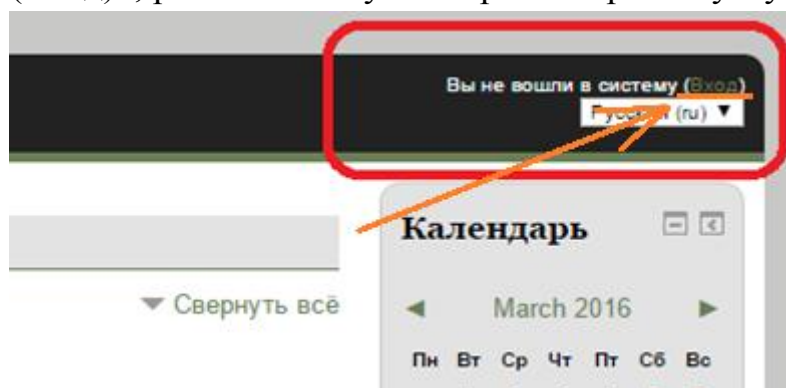 Вы не вошли в систему (Вход)
Русский (ru)
Календарь
Свернуть всё
March 2016
Пн Вт Ср Чт Пт Сб Вс